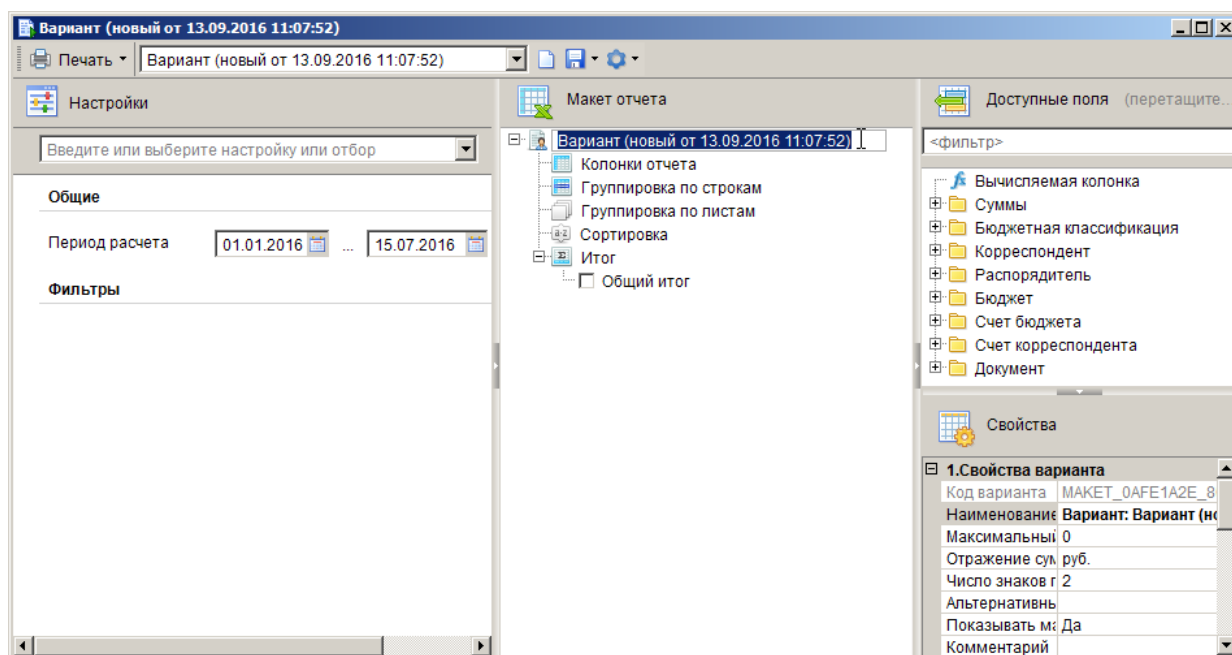 Вариант (новый от 13.09.2016 11:07:52)
Печать
Вариант (новый от 13.09.2016 11:07:52)
Настройки
Введите или выберите настройку или отбор
Общие
Период расчета 01.01.2016 ... 15.07.2016
Фильтры
Макет отчета
Вариант (новый от 13.09.2016 11:07:52)
Колонки отчета
Группировка по строкам
Группировка по листам
Сортировка
Итог
Общий итог
Доступные поля (перетащите...
<фильтр>
Вычисляемая колонка
Суммы
Бюджетная классификация
Корреспондент
Распорядитель
Бюджет
Счет бюджета
Счет корреспондента
Документ
Свойства
1.Свойства варианта
Код варианта МАКЕТ_0AFE1A2E_8
Наименование Вариант: Вариант (но
Максимальный 0
Отражение сум руб.
Число знаков п 2
Альтернативны
Показывать ма Да
Комментарий